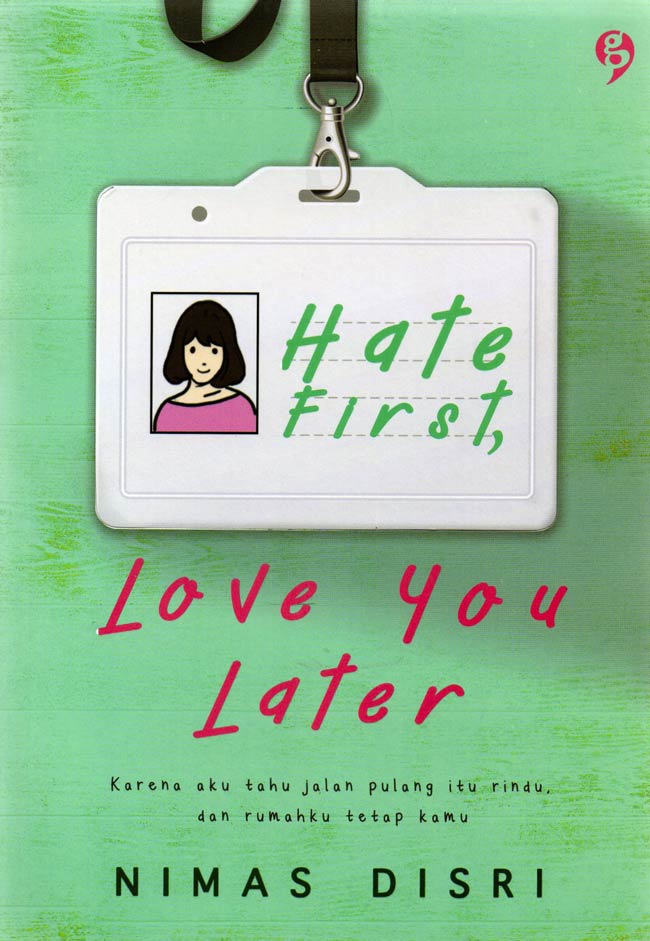 Hate
First,
Love You
Later
Karena aku tahu jalan pulang itu rindu,
dan rumahku tetap kamu
NIMAS DISRI